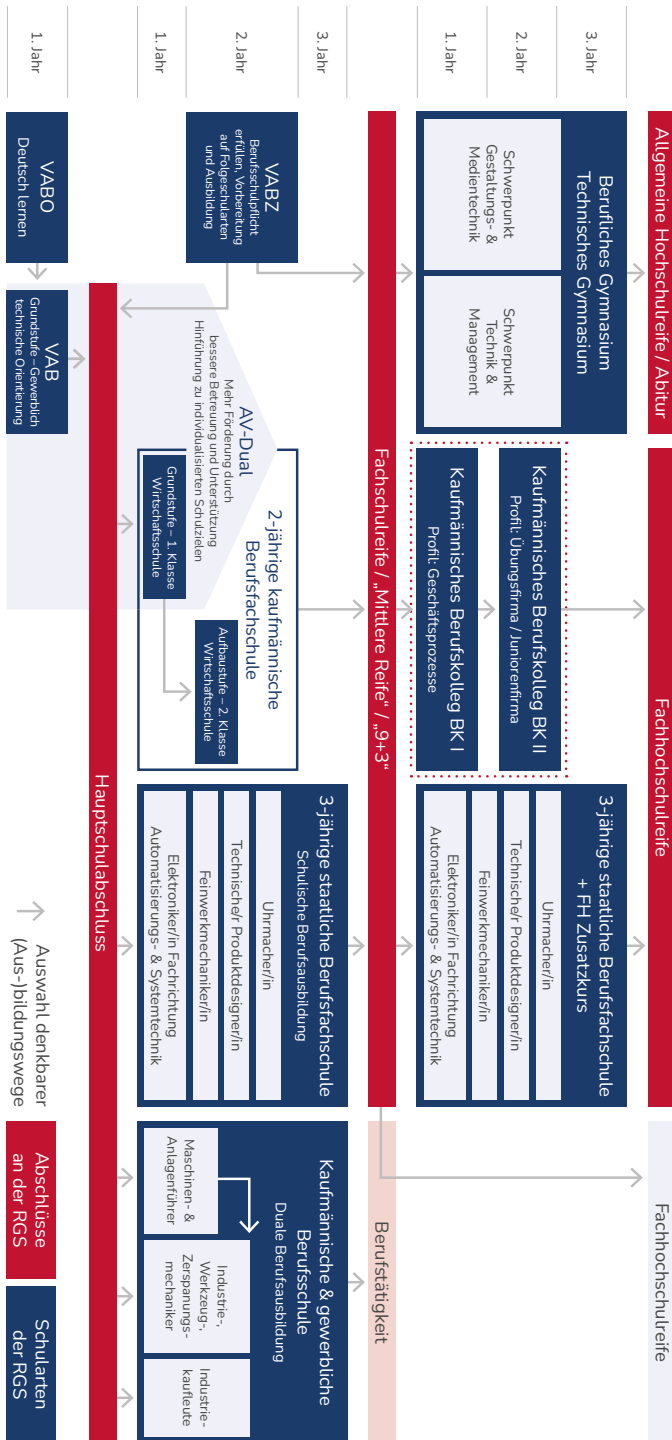 Allgemeine Hochschulreife / Abitur
Fachhochschulreife
Fachhochschulreife
3. Jahr
2. Jahr
1. Jahr
Berufliches Gymnasium
Technisches Gymnasium
Schwerpunkt
Gestaltungs- &
Medientechnik
Schwerpunkt
Technik &
Management
Kaufmännisches Berufskolleg BK II
Profil: Übungsfirma / Juniorenfirma
Kaufmännisches Berufskolleg BK I
Profil: Geschäftsprozesse
3-jährige staatliche Berufsfachschule
+ FH Zusatzkurs
Uhrmacher/in
Technische/r Produktdesigner/in
Feinwerkmechaniker/in
Elektroniker/in Fachrichtung
Automatisierungs- & Systemtechnik
Fachschulreife / „Mittlere Reife“ / „9+3“
Berufstätigkeit
3. Jahr
2. Jahr
1. Jahr
VABZ
Berufsschulpflicht
erfüllen, Vorbereitung
auf Folgeschularten
und Ausbildung
AV-Dual
Mehr Förderung durch
bessere Betreuung und Unterstützung
Hinführung zu individualisierten Schulzielen
2-jährige kaufmännische
Berufsfachschule
Grundstufe – 1. Klasse
Wirtschaftsschule
Aufbaustufe – 2. Klasse
Wirtschaftsschule
3-jährige staatliche Berufsfachschule
Schulische Berufsausbildung
Uhrmacher/in
Technische/r Produktdesigner/in
Feinwerkmechaniker/in
Elektroniker/in Fachrichtung
Automatisierungs- & Systemtechnik
Kaufmännische & gewerbliche
Berufsschule
Duale Berufsausbildung
Maschinen- &
Anlagenführer
Industrie-,
Werkzeug-,
Zerspanungs-
mechaniker
Industrie-
kaufleute
Hauptschulabschluss
1. Jahr
VABO
Deutsch lernen
VAB
Grundstufe – Gewerblich
technische Orientierung
Auswahl denkbarer
(Aus-)bildungswege
Abschlüsse
an der RGS
Schularten
der RGS